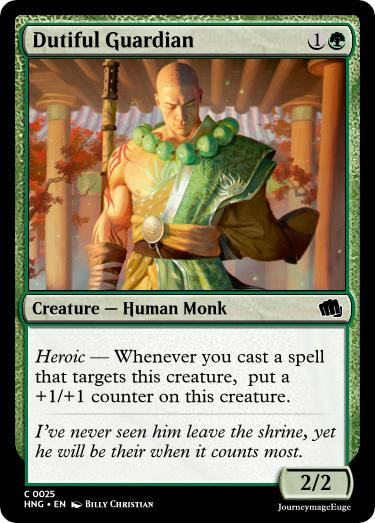 Dutiful Guardian 1
Creature — Human Monk
Heroic — Whenever you cast a spell
that targets this creature,  put a
+1/+1 counter on this creature.
I've never seen him leave the shrine, yet
he will be their when it counts most.
2/2
C 0025
HNG • EN Billy Christian
JourneymageEuge